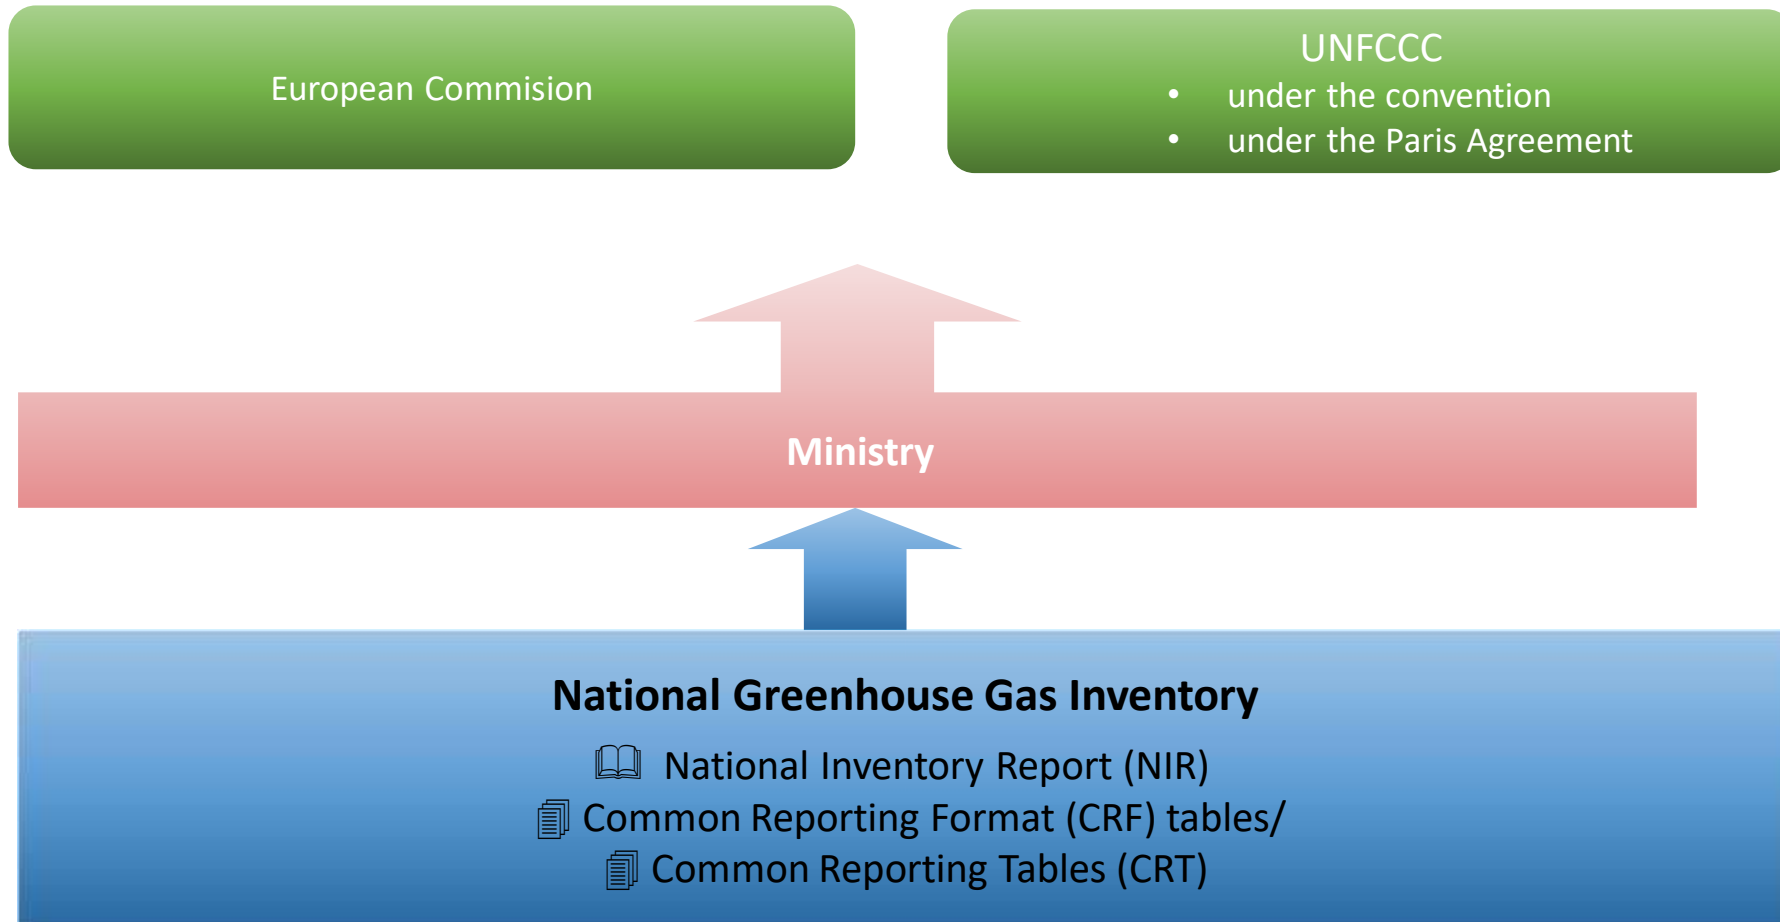 European Commision
UNFCCC
• under the convention
• under the Paris Agreement
Ministry
National Greenhouse Gas Inventory
National Inventory Report (NIR)
Common Reporting Format (CRF) tables/
Common Reporting Tables (CRT)